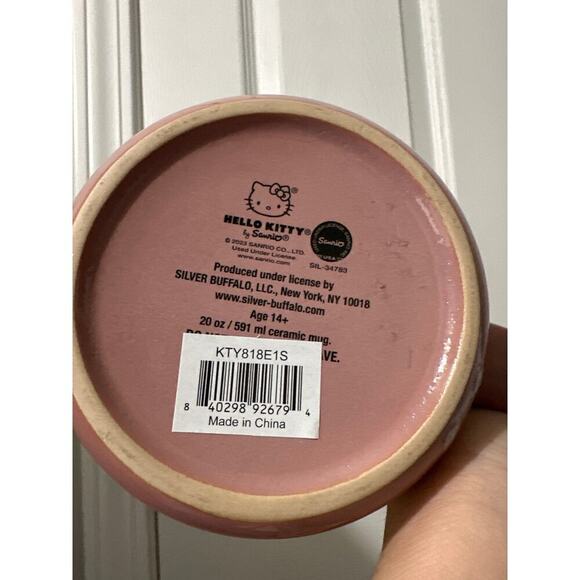 HELLO KITTY®
by Sanrio®
© 2023 SANRIO CO., LTD.
Used Under License.
www.sanrio.com
Sanrio
USA
SIL-34783
Produced under license by
SILVER BUFFALO, LLC., New York, NY 10018
www.silver-buffalo.com
Age 14+
20 oz / 591 ml ceramic mug.
KTY818E1S
8 40298 92679 4
Made in China